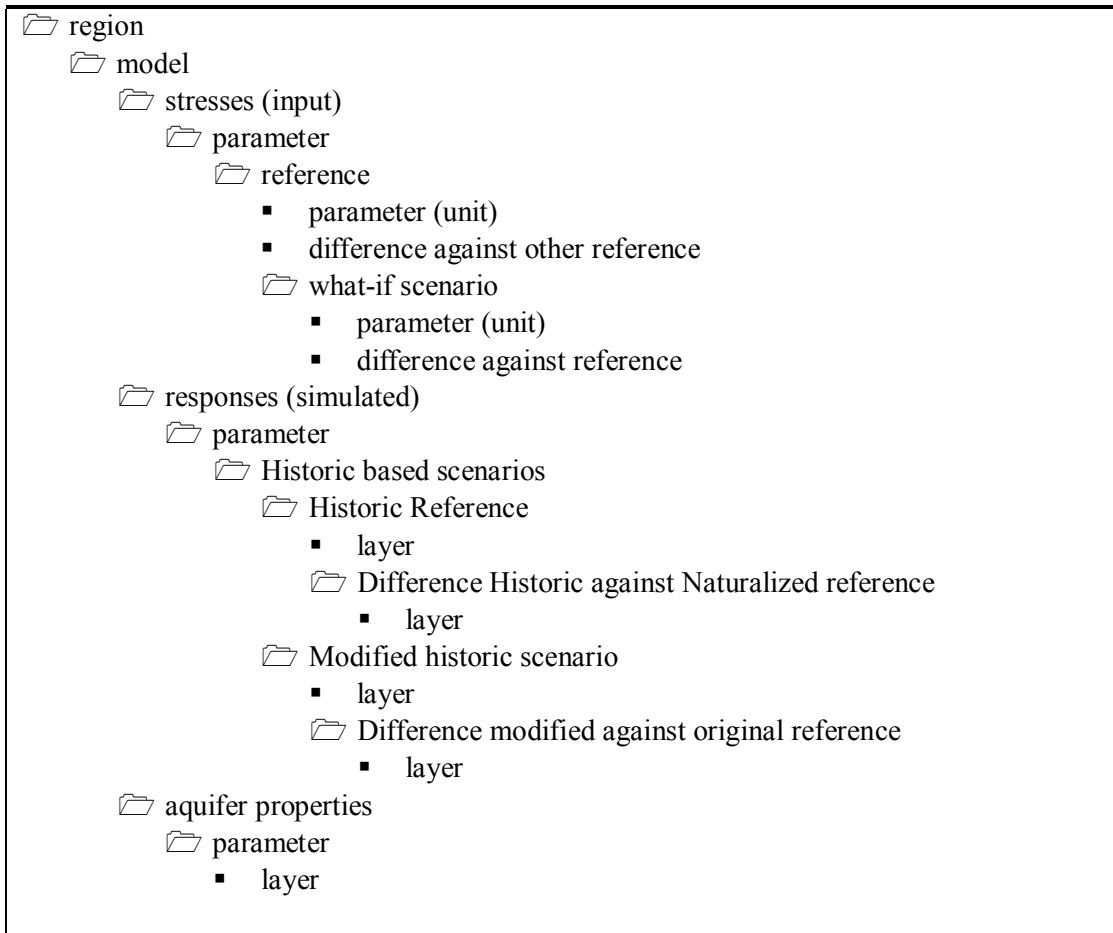 region
model
stresses (input)
parameter
reference
▪ parameter (unit)
▪ difference against other reference
what-if scenario
▪ parameter (unit)
▪ difference against reference
responses (simulated)
parameter
Historic based scenarios
Historic Reference
▪ layer
Difference Historic against Naturalized reference
▪ layer
Modified historic scenario
▪ layer
Difference modified against original reference
▪ layer
aquifer properties
parameter
▪ layer